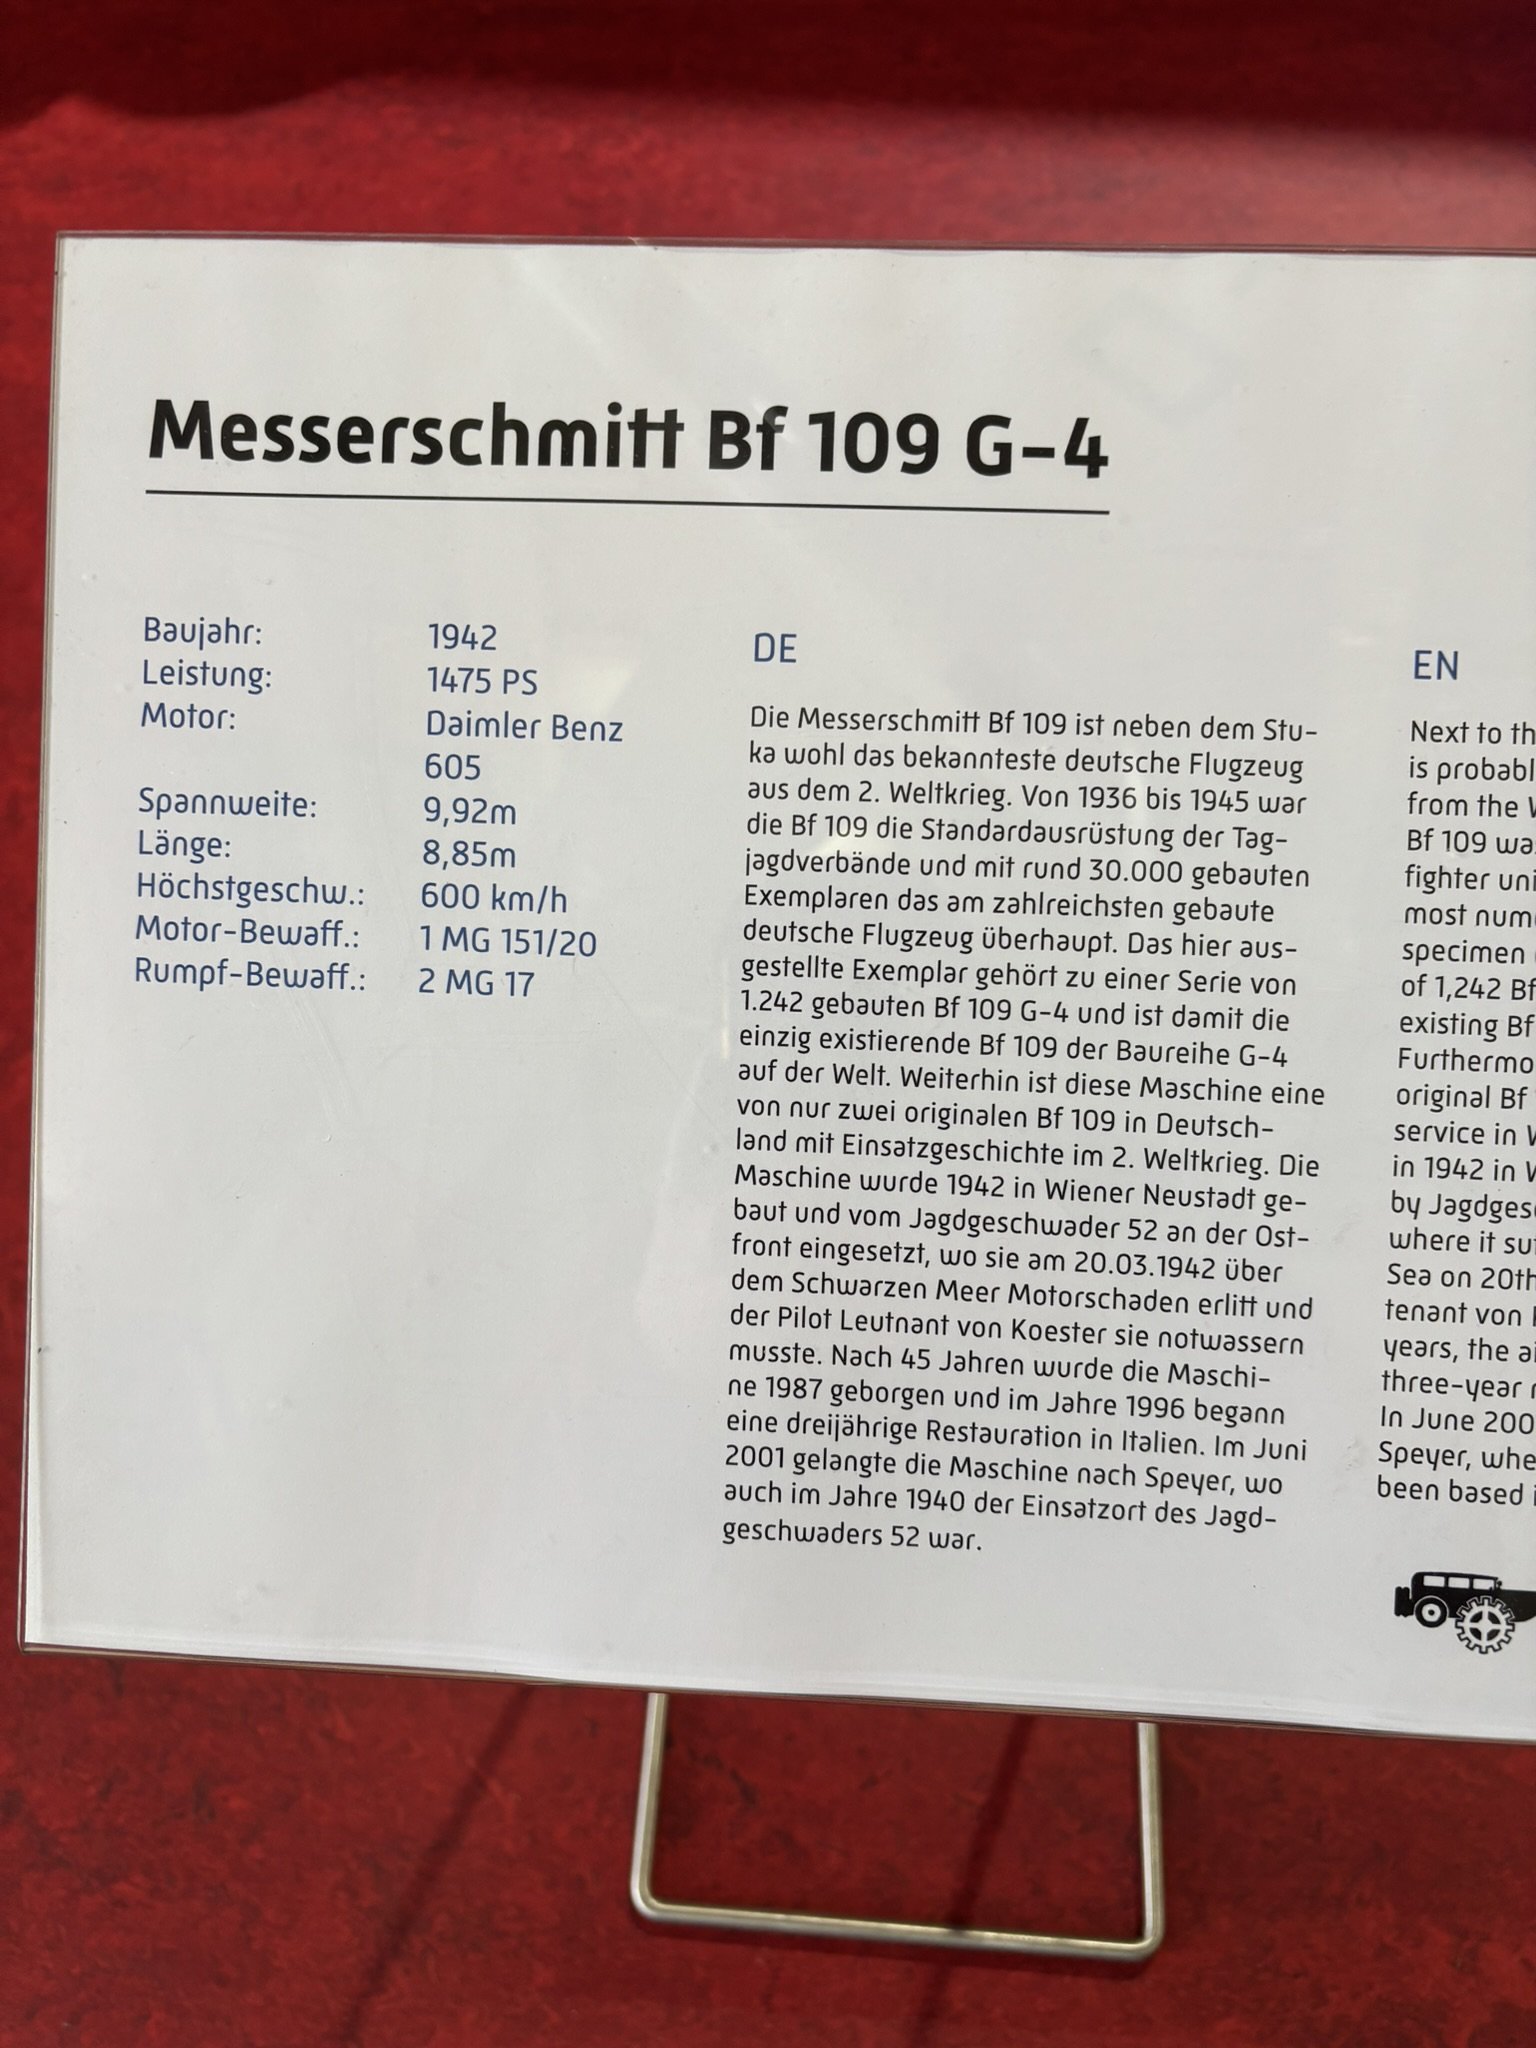 Messerschmitt Bf 109 G-4
Baujahr: 1942
Leistung: 1475 PS
Motor: Daimler Benz
605
Spannweite: 9,92m
Länge: 8,85m
Höchstgeschw.: 600 km/h
Motor-Bewaff.: 1 MG 151/20
Rumpf-Bewaff.: 2 MG 17
DE
Die Messerschmitt Bf 109 ist neben dem Stu-
ka wohl das bekannteste deutsche Flugzeug
aus dem 2. Weltkrieg. Von 1936 bis 1945 war
die Bf 109 die Standardausrüstung der Tag-
jagdverbände und mit rund 30.000 gebauten
Exemplaren das am zahlreichsten gebaute
deutsche Flugzeug überhaupt. Das hier aus-
gestellte Exemplar gehört zu einer Serie von
1.242 gebauten Bf 109 G-4 und ist damit die
einzig existierende Bf 109 der Baureihe G-4
auf der Welt. Weiterhin ist diese Maschine eine
von nur zwei originalen Bf 109 in Deutsch-
land mit Einsatzgeschichte im 2. Weltkrieg. Die
Maschine wurde 1942 in Wiener Neustadt ge-
baut und vom Jagdgeschwader 52 an der Ost-
front eingesetzt, wo sie am 20.03.1942 über
dem Schwarzen Meer Motorschaden erlitt und
der Pilot Leutnant von Koester sie notwassern
musste. Nach 45 Jahren wurde die Maschi-
ne 1987 geborgen und im Jahre 1996 begann
eine dreijährige Restauration in Italien. Im Juni
2001 gelangte die Maschine nach Speyer, wo
auch im Jahre 1940 der Einsatzort des Jagd-
geschwaders 52 war.
EN
Next to th
is probabl
from the
Bf 109 wa
fighter uni
most num
specimen
of 1,242 Bf
existing Bf
Furthermo
original Bf
service in
in 1942 in
by Jagdges
where it su
Sea on 20th
tenant von
years, the
three-year
In June 200
Speyer, whe
been based